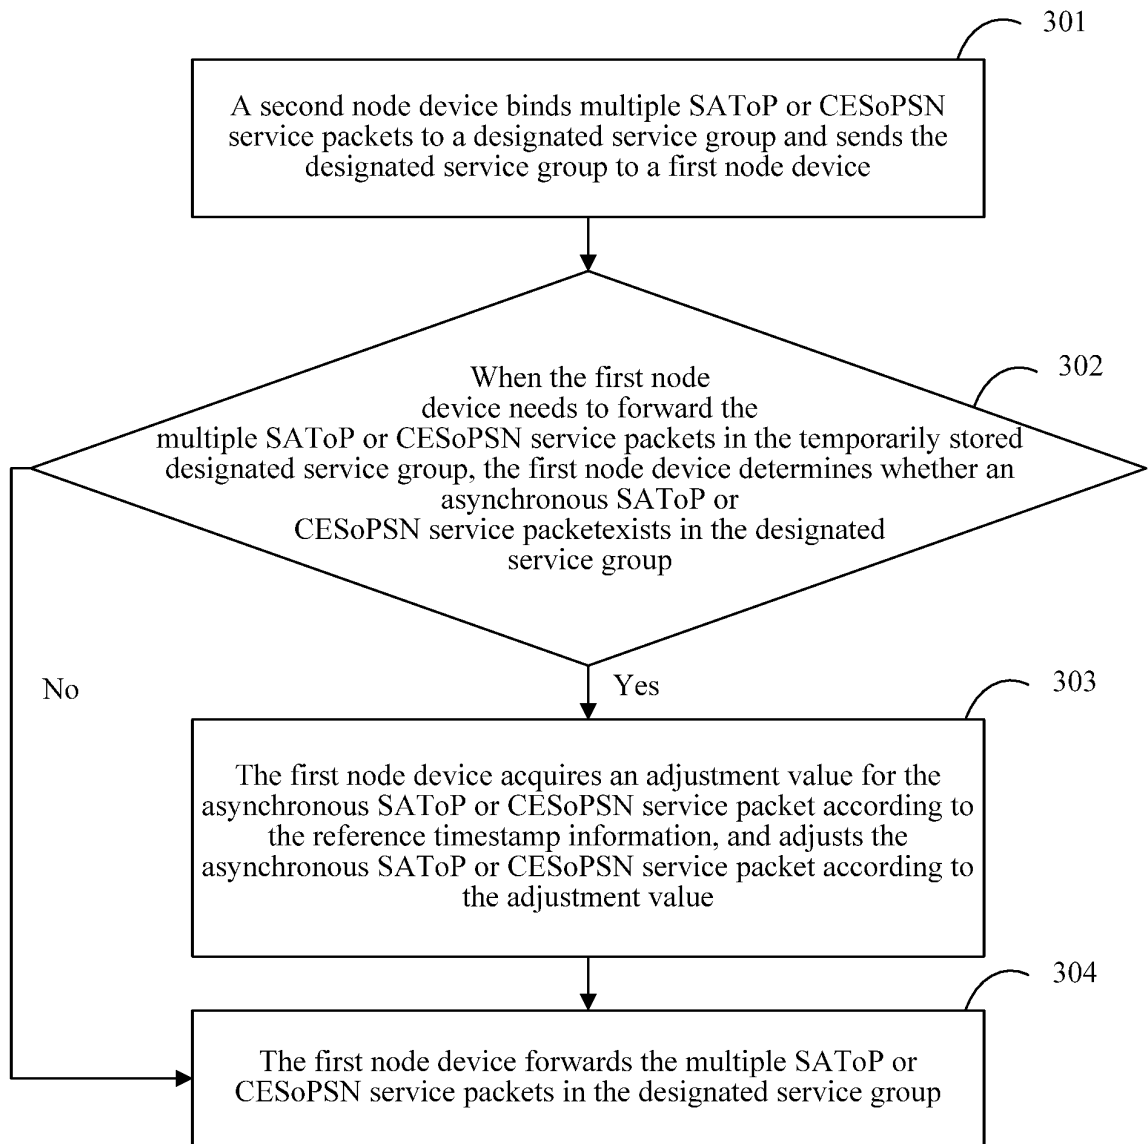 301
A second node device binds multiple SAToP or CESoPSN
service packets to a designated service group and sends the
designated service group to a first node device
302
When the first node
device needs to forward the
multiple SAToP or CESoPSN service packets in the temporarily stored
designated service group, the first node device determines whether an
asynchronous SAToP or
CESoPSN service packetexists in the designated
service group
No
Yes
303
The first node device acquires an adjustment value for the
asynchronous SAToP or CESoPSN service packet according to
the reference timestamp information, and adjusts the
asynchronous SAToP or CESoPSN service packet according to
the adjustment value
304
The first node device forwards the multiple SAToP or
CESoPSN service packets in the designated service group